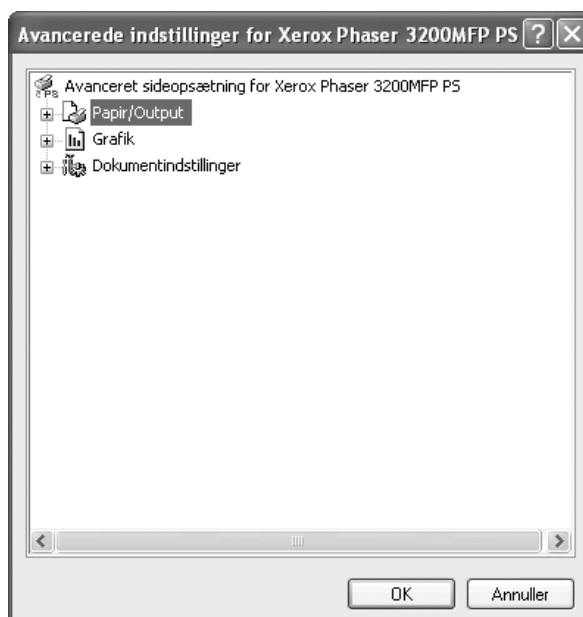 Avancerede indstillinger for Xerox Phaser 3200MFP PS
Avanceret sideopsætning for Xerox Phaser 3200MFP PS
Papir/Output
Grafik
Dokumentindstillinger
OK
Annuller